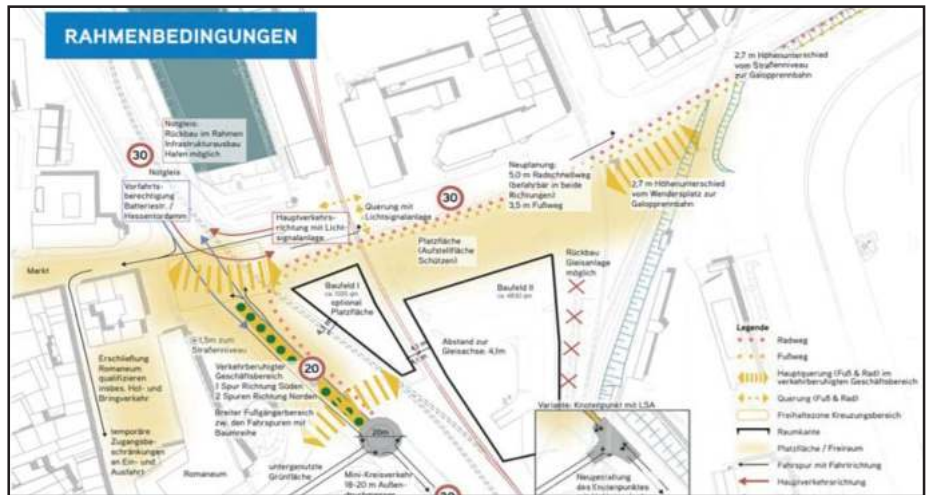 RAHMENBEDINGUNGEN
2,7 m Höhenunterschied
vom Straßenniveau
zur Galopprennbahn
Notgleis:
Rückbau im Rahmen
Infrastrukturausbau
Hafen möglich
30
Notgleis
Vorfahrts-
berechtigung
Batteriestr. /
Hessentordamm
Hauptverkehrs-
richtung mit Licht-
signalanlage
Querung mit
Lichtsignalanlage
30
Neuplanung:
5,0 m Radschnellweg
(befahrbar in beide
Richtungen)
3,5 m Fußweg
2,7 m Höhenunterschied
vom Wendersplatz zur
Galopprennbahn
Platzfläche
(Aufstellfläche
Schützen)
Rückbau
Gleisanlage
möglich
Markt
Baufeld I
optional
Platzfläche
Baufeld II
Abstand zur
Gleisachse: 4,1m
1,5m zum
Straßenniveau
20
Erschließung
Romaneum
qualifizieren
insbes. Hol- und
Bringverkehr
Verkehrberuhigter
Geschäftsbereich
1 Spur Richtung Süden
2 Spuren Richtung Norden
Breiter Fußgängerbereich
zw. den Fahrspuren mit
Baumreihe
temporäre
Zugangsbe-
schränkungen
an Ein- und
Ausfahrt
Romaneum
untergenutzte
Grünfläche
20m
Mini-Kreisverkehr
18-20 m Außen-
Variante: Knotenpunkt mit LSA
Neugestaltung
des Knotenpunktes
Legende
Radweg
Fußweg
Hauptquerung (Fuß & Rad) im
verkehrberuhigten Geschäftsbereich
Querung (Fuß & Rad)
Freihaltezone Kreuzungsbereich
Raumkante
Platzfläche / Freiraum
Fahrspur mit Fahrtrichtung
Hauptverkehrsrichtung